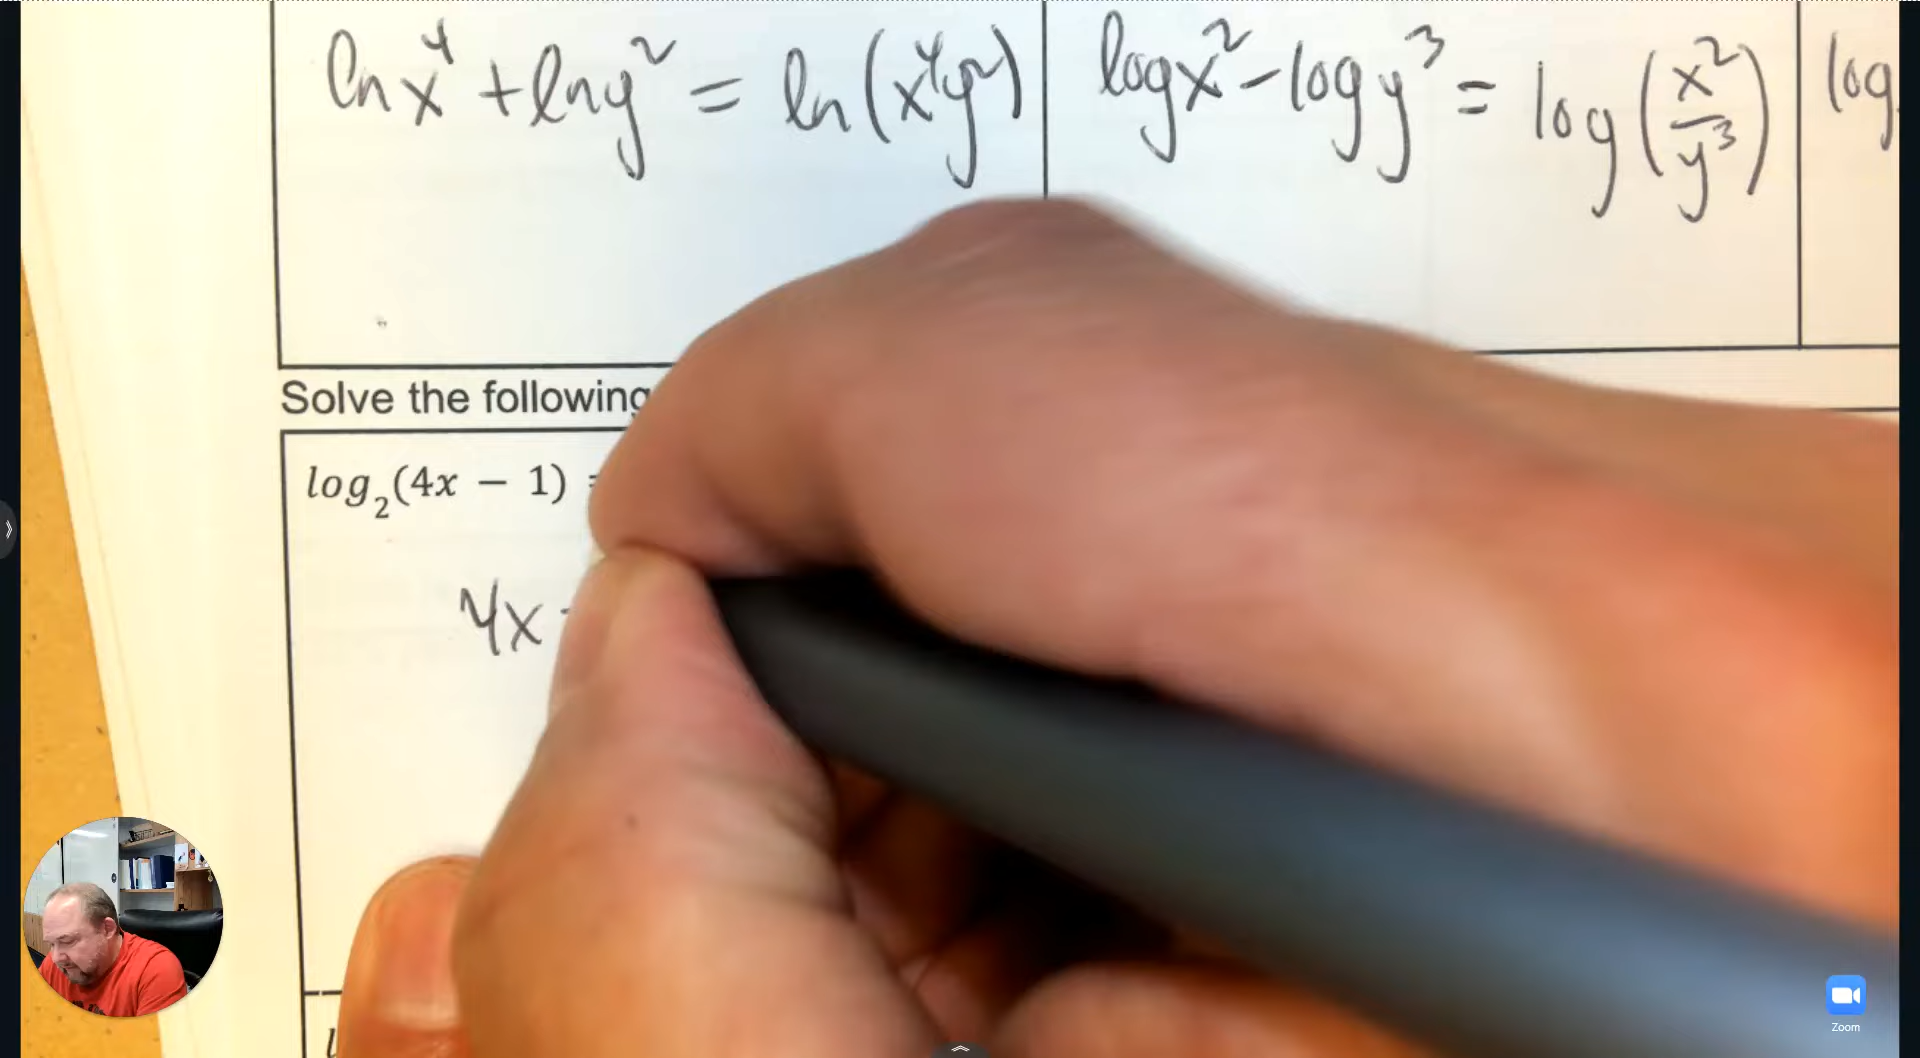 ln x⁴ + ln y² = ln(x⁴y²)
log x² - log y³ = log(x²/y³)
log
Solve the following
log₂(4x − 1) =
4x -
Zoom